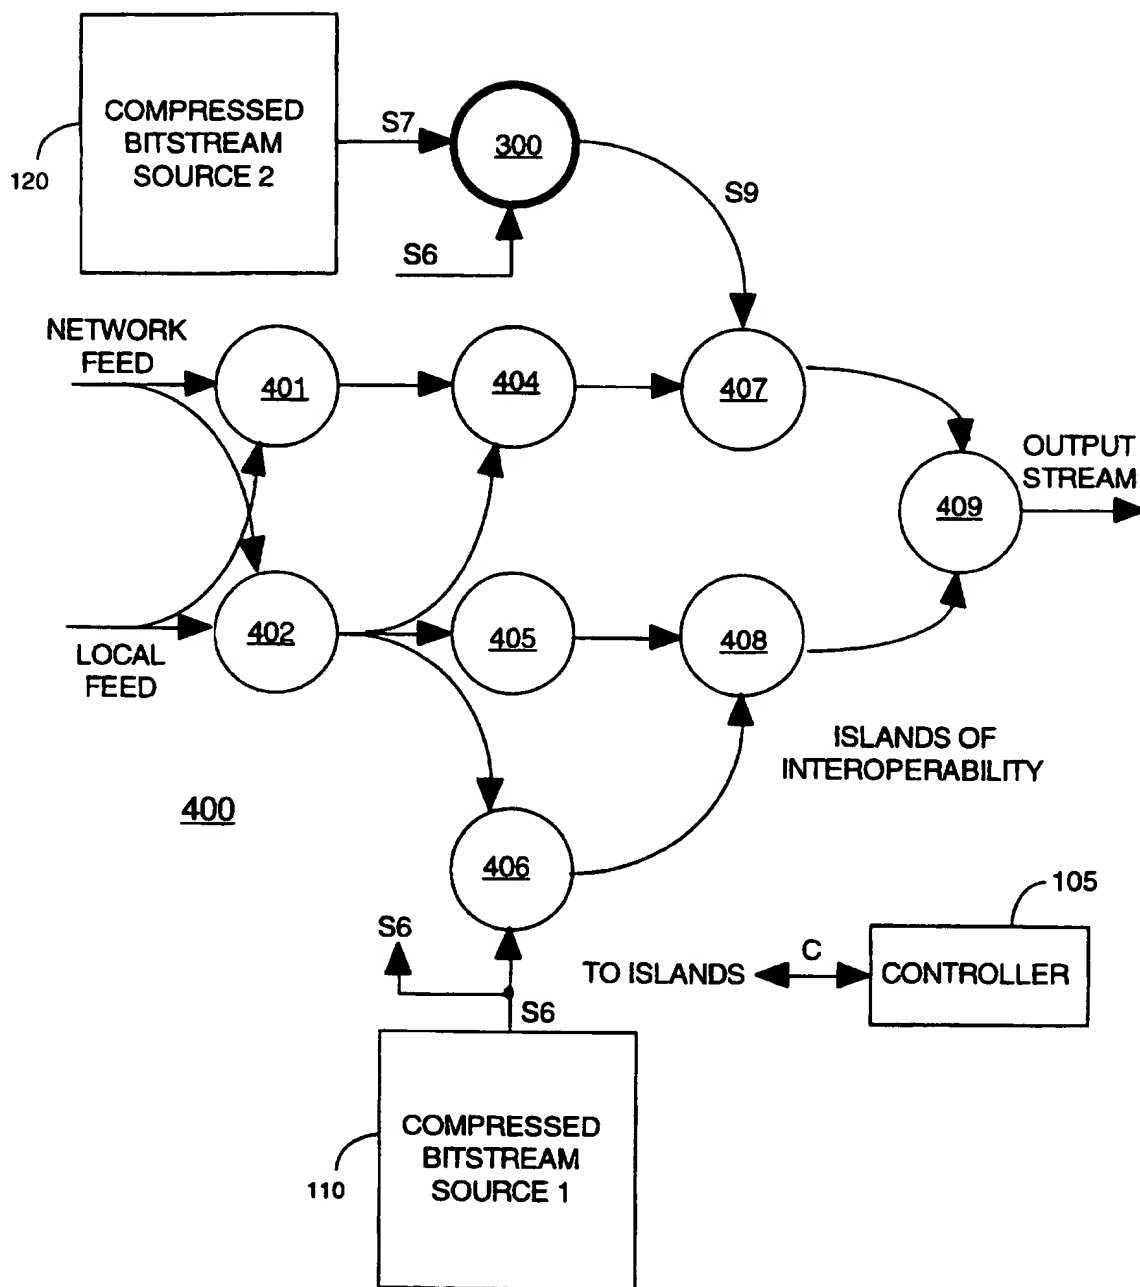 COMPRESSED
BITSTREAM
SOURCE 2
120
S7
300
S9
S6
NETWORK
FEED
401
404
407
OUTPUT
STREAM
409
LOCAL
FEED
402
405
408
ISLANDS OF
INTEROPERABILITY
400
406
105
S6
TO ISLANDS
C
CONTROLLER
S6
COMPRESSED
BITSTREAM
SOURCE 1
110